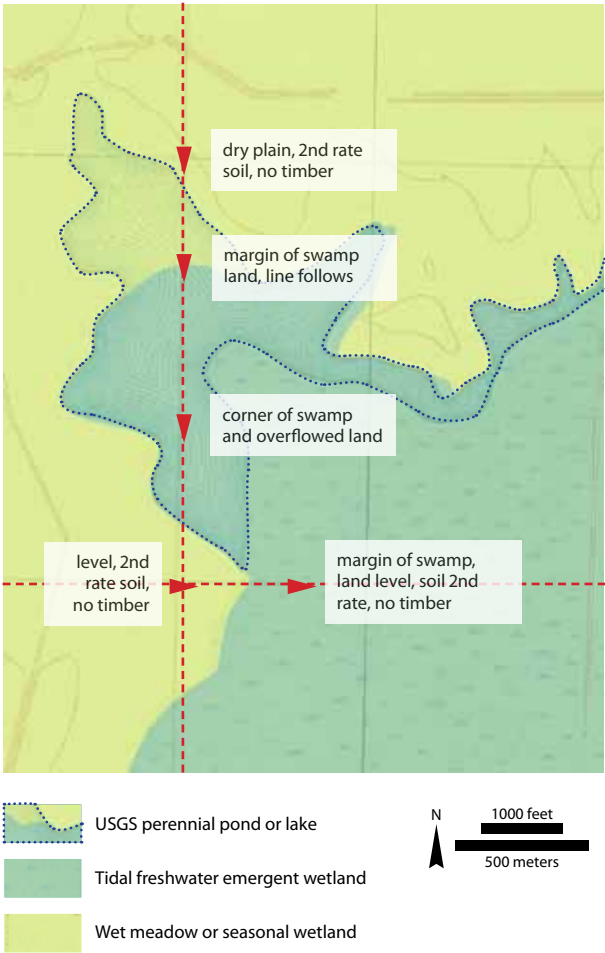 dry plain, 2nd rate
soil, no timber
margin of swamp
land, line follows
corner of swamp
and overflowed land
level, 2nd
rate soil,
no timber
margin of swamp,
land level, soil 2nd
rate, no timber
USGS perennial pond or lake
Tidal freshwater emergent wetland
Wet meadow or seasonal wetland
N
1000 feet
500 meters